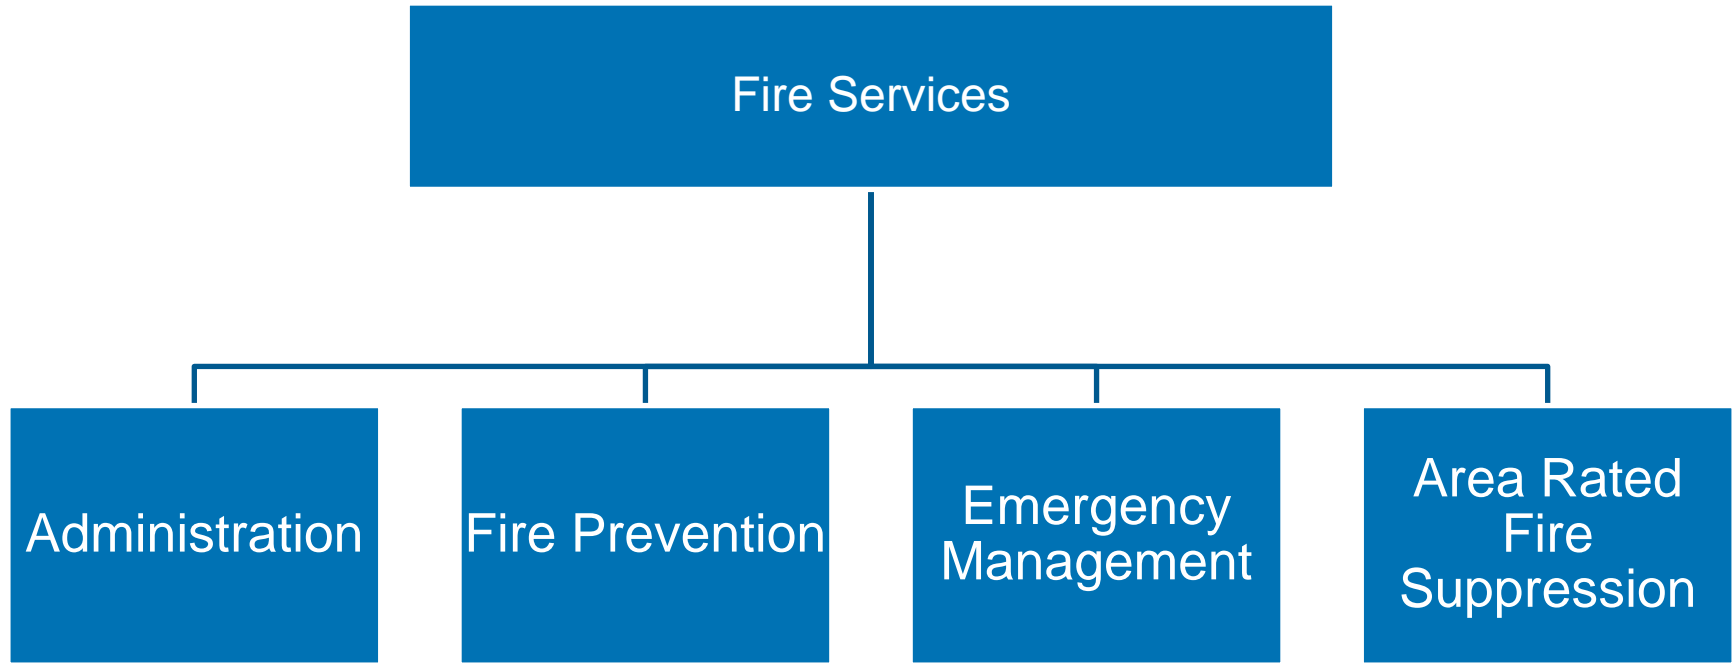 Fire Services
Administration
Fire Prevention
Emergency
Management
Area Rated
Fire
Suppression